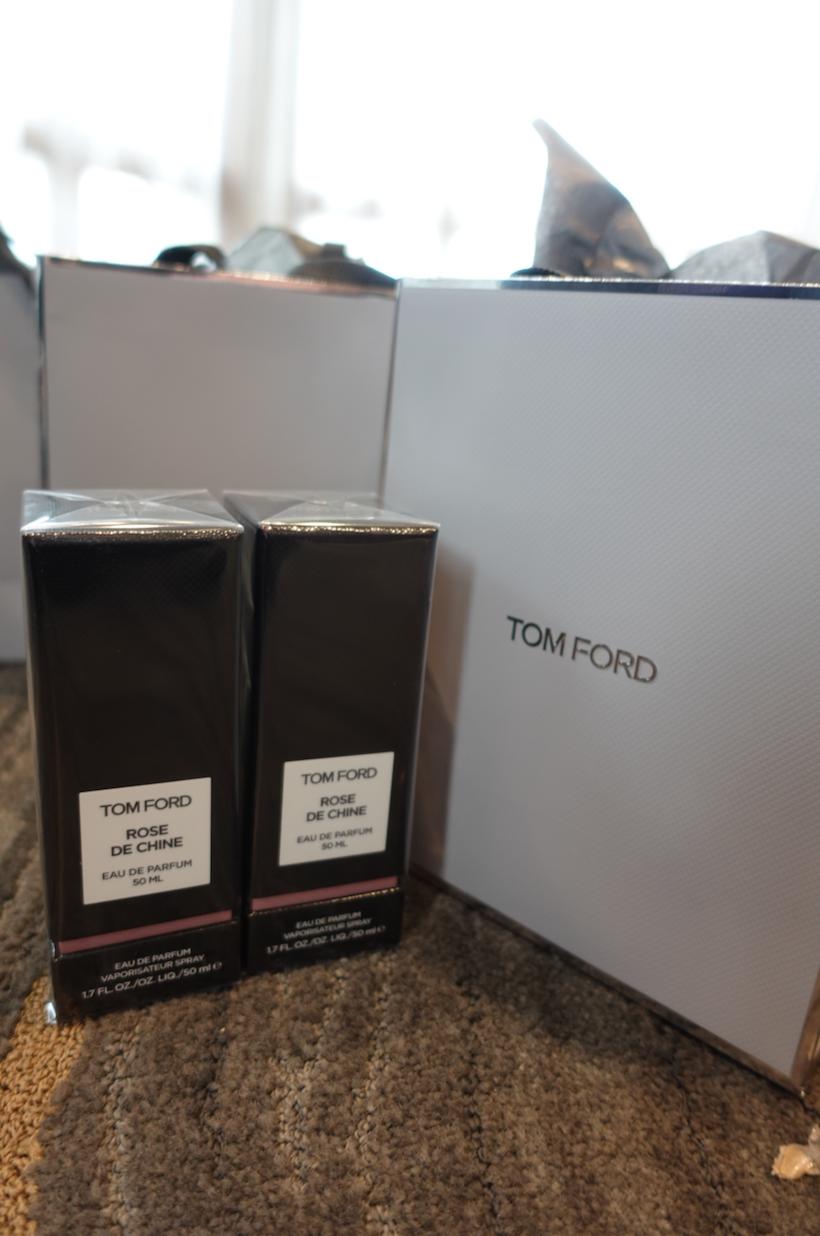 TOM FORD
ROSE
DE CHINE
EAU DE PARFUM
50 ML
EAU DE PARFUM
VAPORISATEUR SPRAY
1.7 FL. OZ./OZ. LIQ./50 ml ℮
TOM FORD
ROSE
DE CHINE
EAU DE PARFUM
50 ML
EAU DE PARFUM
VAPORISATEUR SPRAY
1.7 FL. OZ./OZ. LIQ./50 ml ℮
TOM FORD